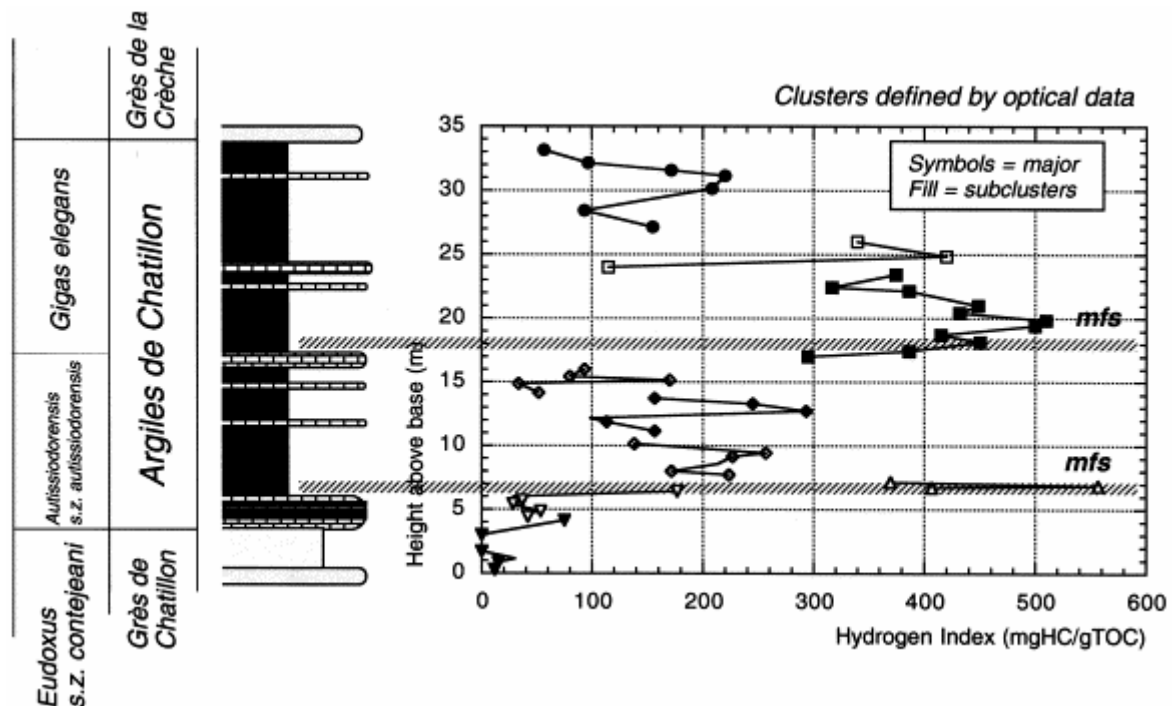 Grès de la
Crèche
Gigas elegans
Argiles de Chatillon
Autissiodorensis
s.z. autissiodorensis
Eudoxus
s.z. contejeani
Grès de
Chatillon
Clusters defined by optical data
Symbols = major
Fill = subclusters
35
30
25
20
15
10
5
0
Height above base (m)
mfs
mfs
0 100 200 300 400 500 600
Hydrogen Index (mgHC/gTOC)